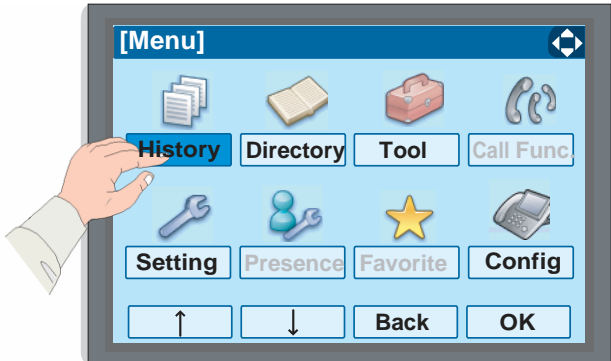 [Menu]
History Directory Tool Call Func.
Setting Presence Favorite Config
↑ ↓ Back OK